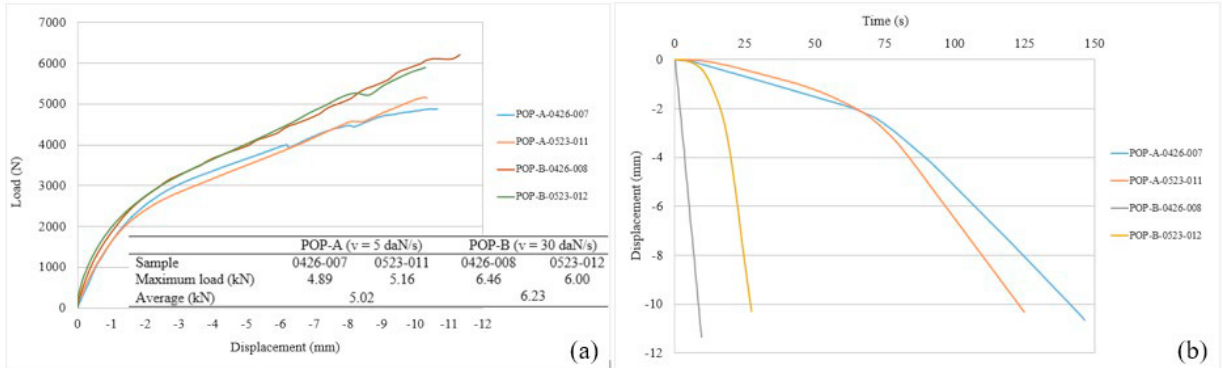 7000
6000
5000
4000
3000
2000
1000
0
Load (N)
POP-A-0426-007
POP-A-0523-011
POP-B-0426-008
POP-B-0523-012
POP-A (v = 5 daN/s) POP-B (v = 30 daN/s)
Sample 0426-007 0523-011 0426-008 0523-012
Maximum load (kN) 4.89 5.16 6.46 6.00
Average (kN) 5.02 6.23
0 -1 -2 -3 -4 -5 -6 -7 -8 -9 -10 -11 -12
Displacement (mm)
(a)
Time (s)
0 25 50 75 100 125 150
0
-2
-4
-6
-8
-10
-12
Displacement (mm)
POP-A-0426-007
POP-A-0523-011
POP-B-0426-008
POP-B-0523-012
(b)